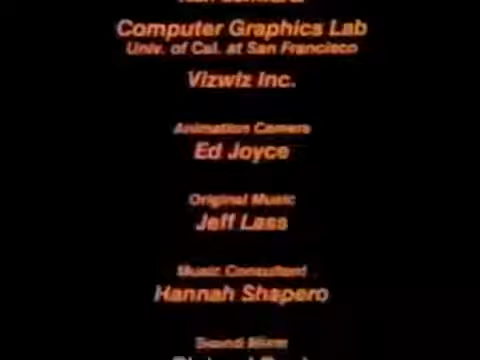 Computer Graphics Lab
Univ. of Cal. at San Francisco
Vizwiz Inc.
Animation Camera
Ed Joyce
Original Music
Jeff Lass
Music Consultant
Hannah Shapero
Sound Mixer